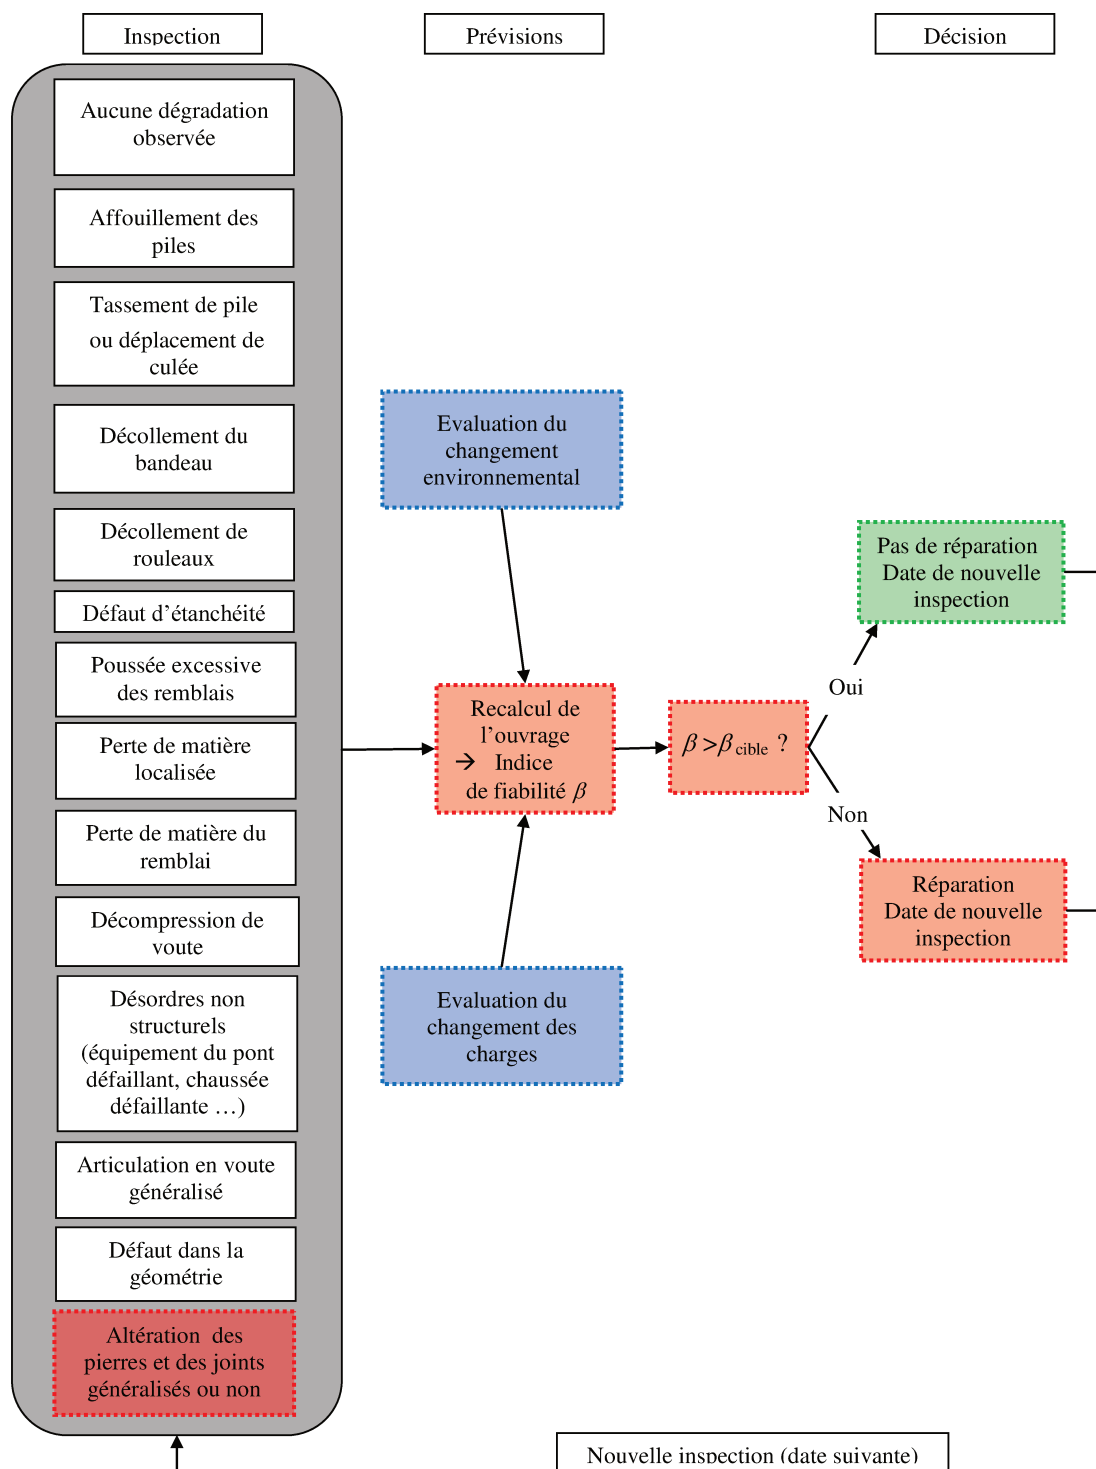 Inspection
Prévisions
Décision
Aucune dégradation
observée
Affouillement des
piles
Tassement de pile
ou déplacement de
culée
Décollement du
bandeau
Décollement de
rouleaux
Défaut d'étanchéité
Poussée excessive
des remblais
Perte de matière
localisée
Perte de matière du
remblai
Décompression de
voute
Désordres non
structurels
(équipement du pont
défaillant, chaussée
défaillante …)
Articulation en voute
généralisé
Défaut dans la
géométrie
Altération des
pierres et des joints
généralisés ou non
Evaluation du
changement
environnemental
Recalcul de
l'ouvrage
→ Indice
de fiabilité β
Evaluation du
changement des
charges
β >β cible ?
Oui
Non
Pas de réparation
Date de nouvelle
inspection
Réparation
Date de nouvelle
inspection
Nouvelle inspection (date suivante)